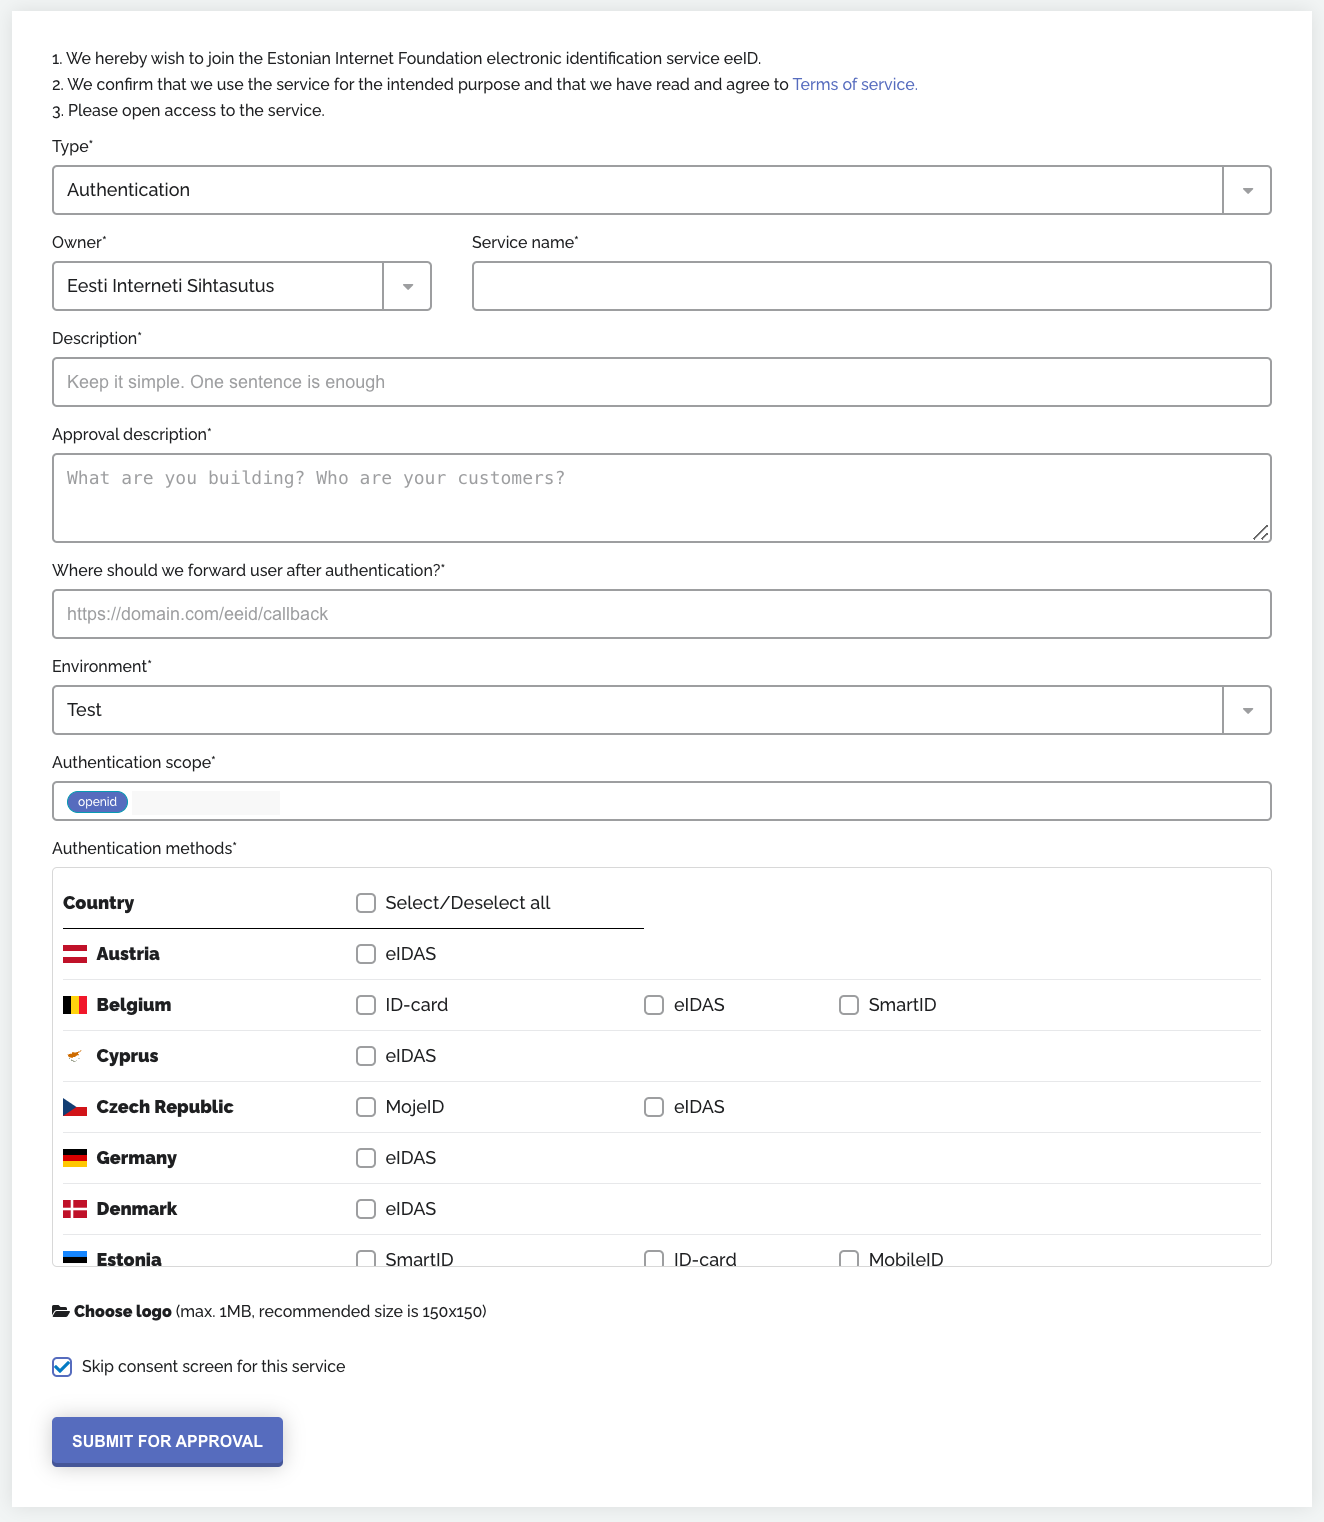 1. We hereby wish to join the Estonian Internet Foundation electronic identification service eeID.
2. We confirm that we use the service for the intended purpose and that we have read and agree to Terms of service.
3. Please open access to the service.
Type*
Authentication
Owner* Service name*
Eesti Interneti Sihtasutus
Description*
Keep it simple. One sentence is enough
Approval description*
What are you building? Who are your customers?
Where should we forward user after authentication?*
https://domain.com/eeid/callback
Environment*
Test
Authentication scope*
openid
Authentication methods*
Country Select/Deselect all
Austria eIDAS
Belgium ID-card eIDAS SmartID
Cyprus eIDAS
Czech Republic MojeID eIDAS
Germany eIDAS
Denmark eIDAS
Estonia SmartID ID-card MobileID
Choose logo (max. 1MB, recommended size is 150x150)
Skip consent screen for this service
SUBMIT FOR APPROVAL